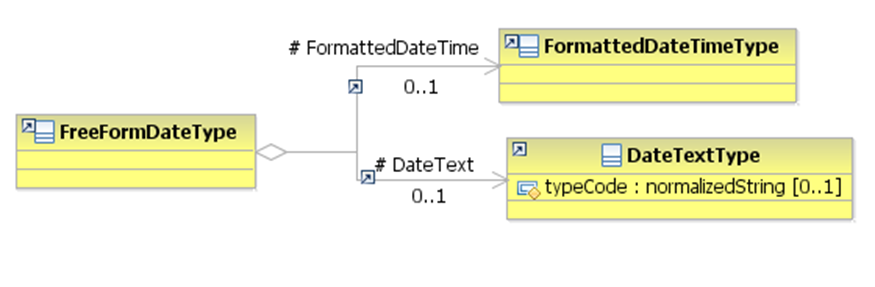 # FormattedDateTime
FormattedDateTimeType
0..1
FreeFormDateType
# DateText
0..1
DateTextType
typeCode : normalizedString [0..1]